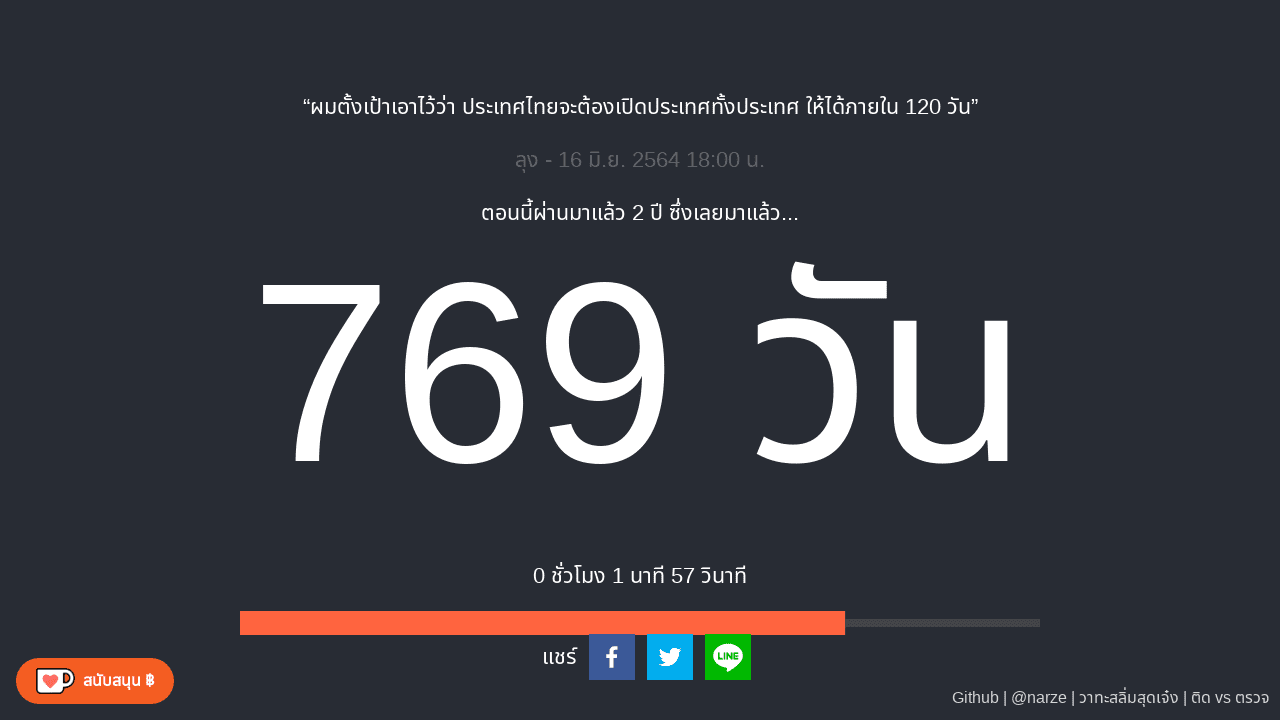 “ผมตั้งเป้าเอาไว้ว่า ประเทศไทยจะต้องเปิดประเทศทั้งประเทศ ให้ได้ภายใน 120 วัน”
ลุง - 16 มิ.ย. 2564 18:00 น.
ตอนนี้ผ่านมาแล้ว 2 ปี ซึ่งเลยมาแล้ว...
769 วัน
0 ชั่วโมง 1 นาที 57 วินาที
แชร์
LINE
สนับสนุน ฿
Github | @narze | วาทะสลิ่มสุดเจ๋ง | ติด vs ตรวจ